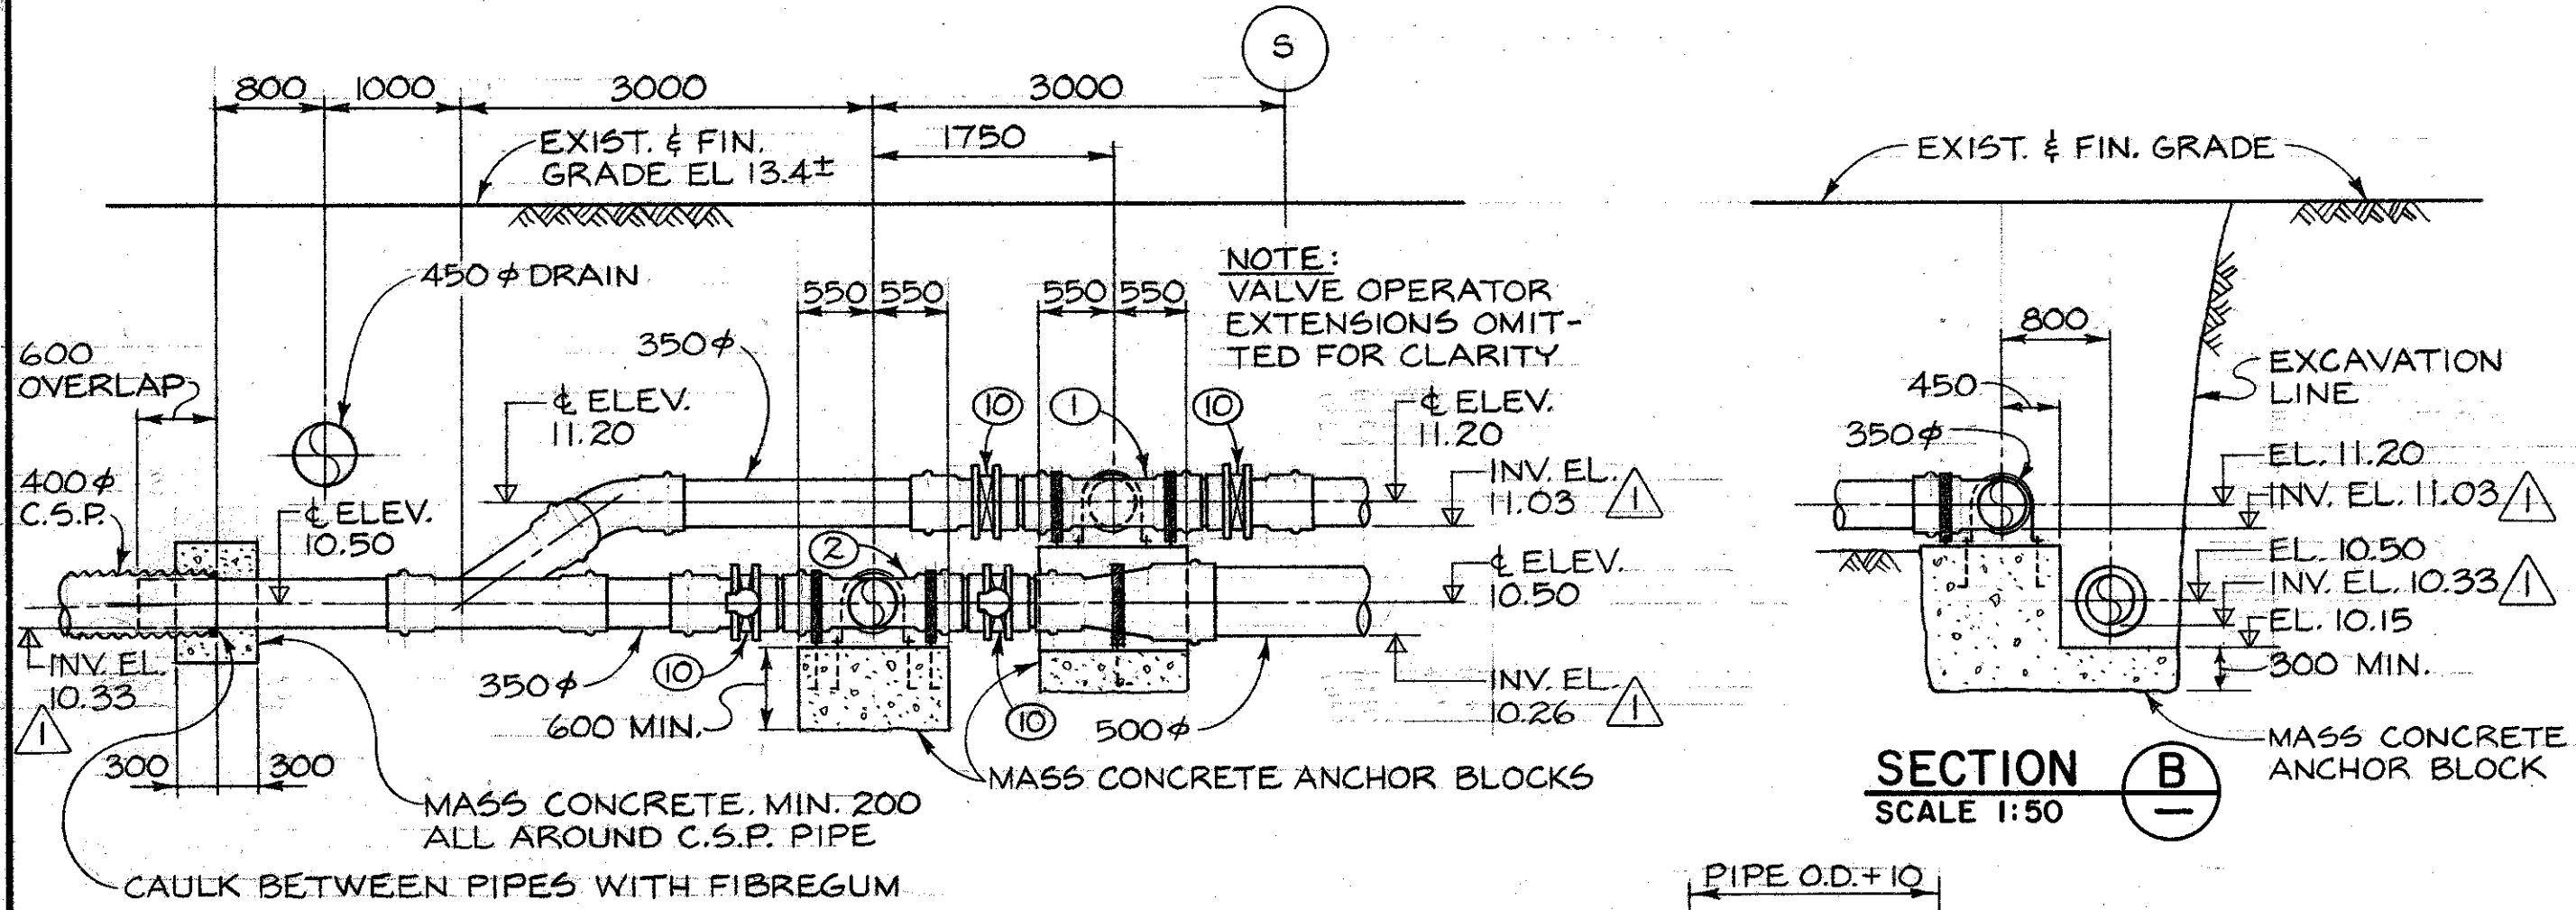 S
800
1000
3000
3000
1750
EXIST. & FIN.
GRADE EL 13.4±
450 ϕ DRAIN
550
550
550
550
NOTE:
VALVE OPERATOR
EXTENSIONS OMIT-
TED FOR CLARITY
600
OVERLAP
350 ϕ
℄ ELEV.
11.20
10
1
10
℄ ELEV.
11.20
400 ϕ
C.S.P.
℄ ELEV.
10.50
INV. EL.
11.03
1
2
℄ ELEV.
10.50
INV. EL.
10.33
1
350 ϕ
10
600 MIN.
10
500 ϕ
INV. EL.
10.26
1
300
300
MASS CONCRETE ANCHOR BLOCKS
MASS CONCRETE. MIN. 200
ALL AROUND C.S.P. PIPE
CAULK BETWEEN PIPES WITH FIBREGUM
EXIST. & FIN. GRADE
800
450
EXCAVATION
LINE
350 ϕ
EL. 11.20
INV. EL. 11.03
1
EL. 10.50
INV. EL. 10.33
1
EL. 10.15
300 MIN.
MASS CONCRETE
ANCHOR BLOCK
SECTION
SCALE 1:50
B
—
PIPE O.D. + 10